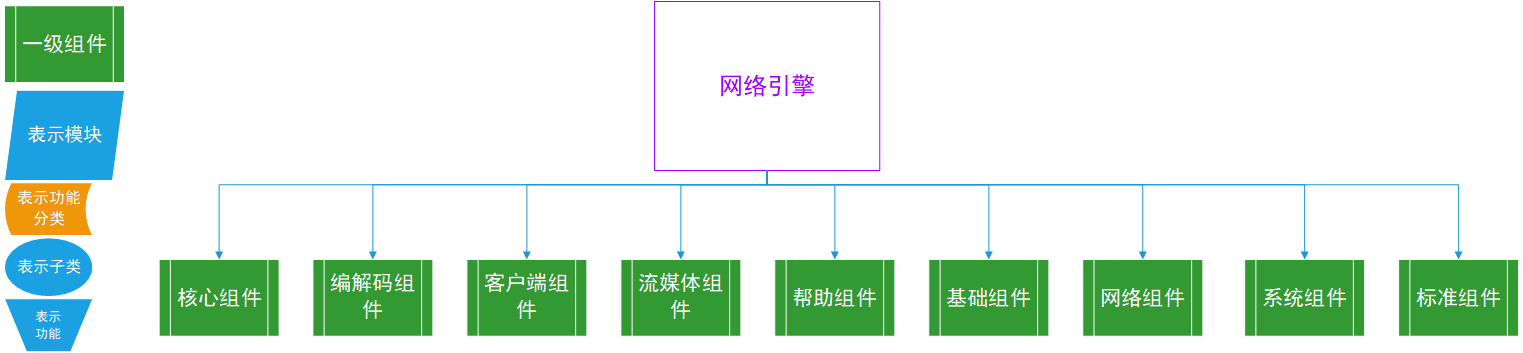 一级组件
表示模块
表示功能
分类
表示子类
表示
功能
网络引擎
核心组件
编解码组
件
客户端组
件
流媒体组
件
帮助组件
基础组件
网络组件
系统组件
标准组件